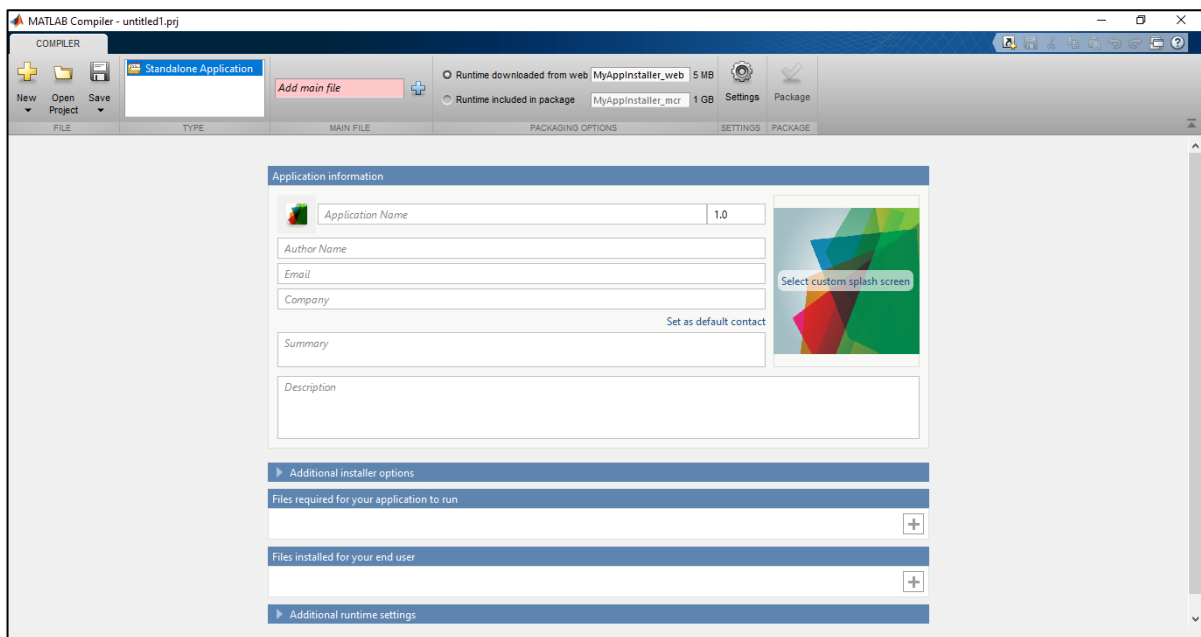 MATLAB Compiler - untitled1.prj
COMPILER
New
Open Project
Save
FILE
Standalone Application
TYPE
Add main file
MAIN FILE
Runtime downloaded from web MyAppInstaller_web 5 MB
Runtime included in package MyAppInstaller_mcr 1 GB
PACKAGING OPTIONS
Settings
SETTINGS
Package
PACKAGE
Application information
Application Name 1.0
Author Name
Email
Company
Set as default contact
Select custom splash screen
Summary
Description
Additional installer options
Files required for your application to run
Files installed for your end user
Additional runtime settings